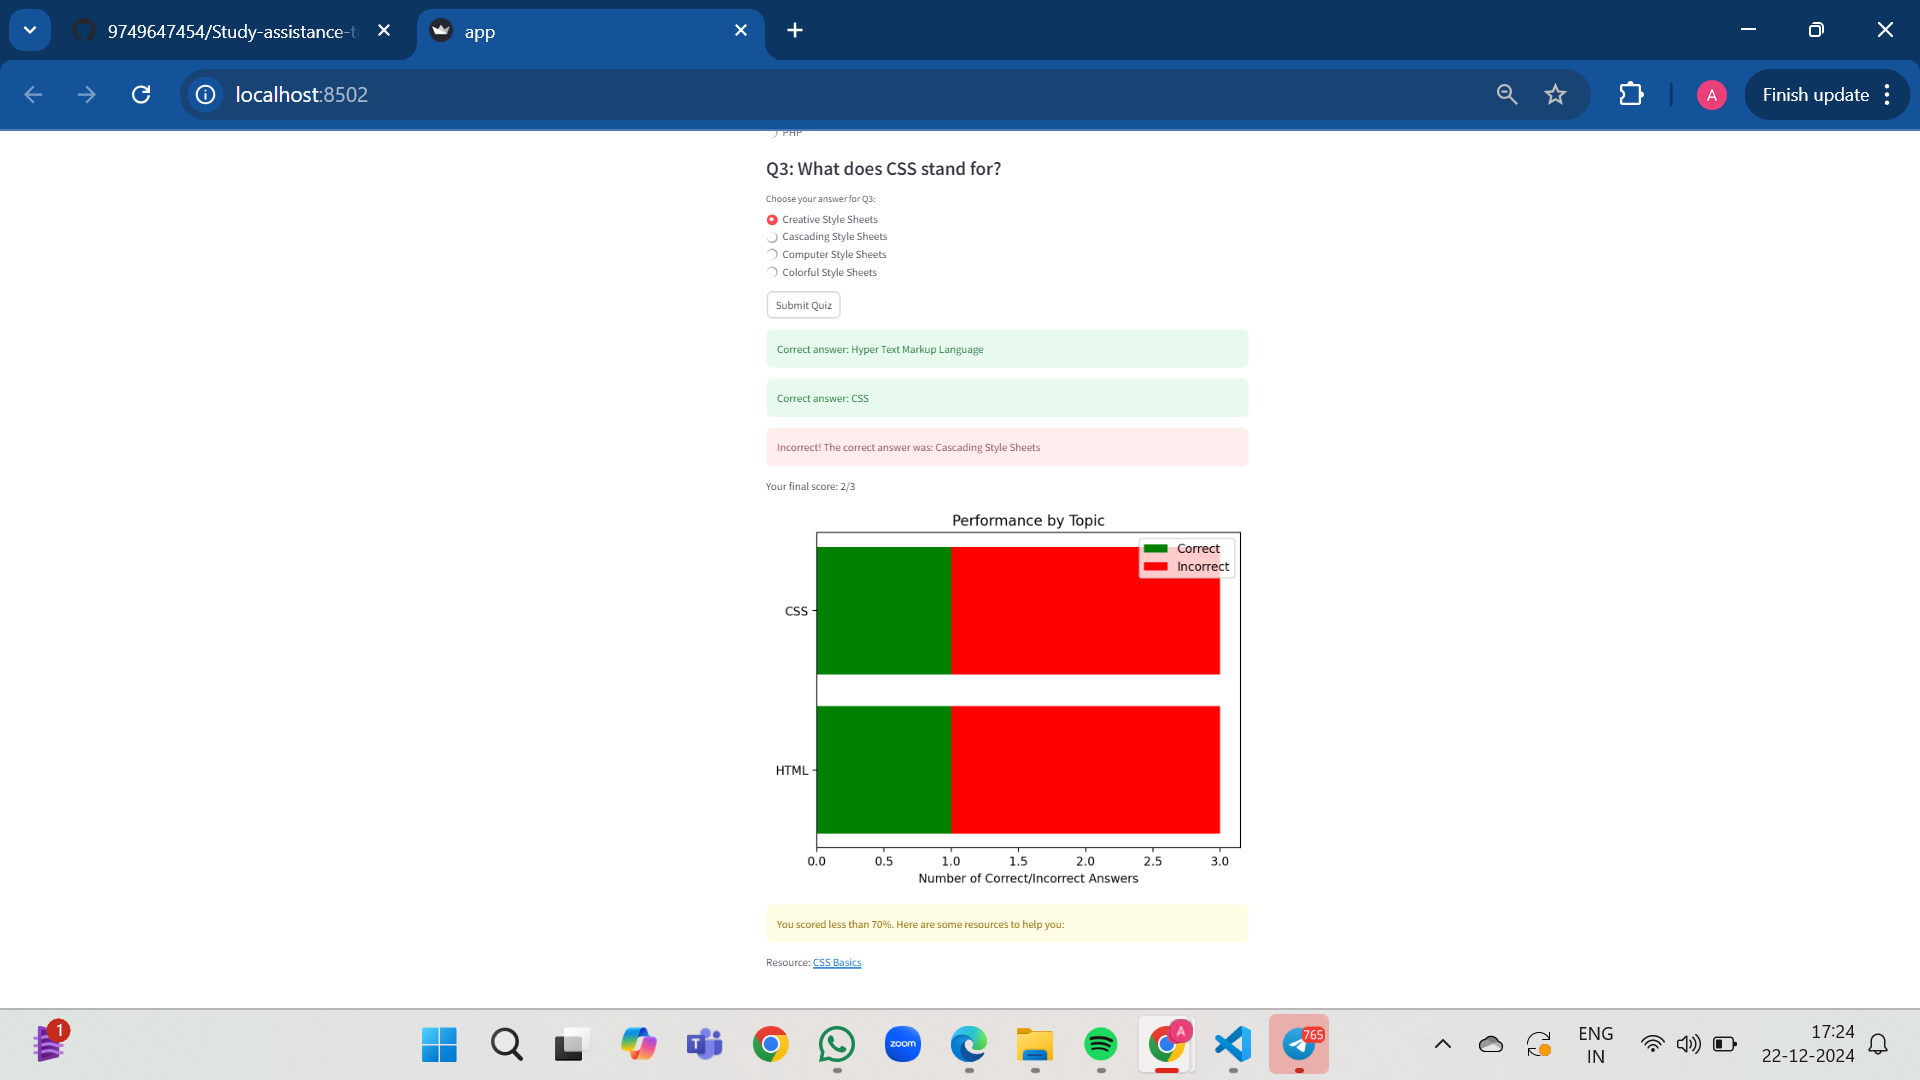 9749647454/Study-assistance-t
app
localhost:8502
A
Finish update
PHP
Q3: What does CSS stand for?
Choose your answer for Q3:
Creative Style Sheets
Cascading Style Sheets
Computer Style Sheets
Colorful Style Sheets
Submit Quiz
Correct answer: Hyper Text Markup Language
Correct answer: CSS
Incorrect! The correct answer was: Cascading Style Sheets
Your final score: 2/3
Performance by Topic
Correct
Incorrect
CSS
HTML
0.0 0.5 1.0 1.5 2.0 2.5 3.0
Number of Correct/Incorrect Answers
You scored less than 70%. Here are some resources to help you:
Resource: CSS Basics
1
T
zoom
A
765
ENG
IN
17:24
22-12-2024